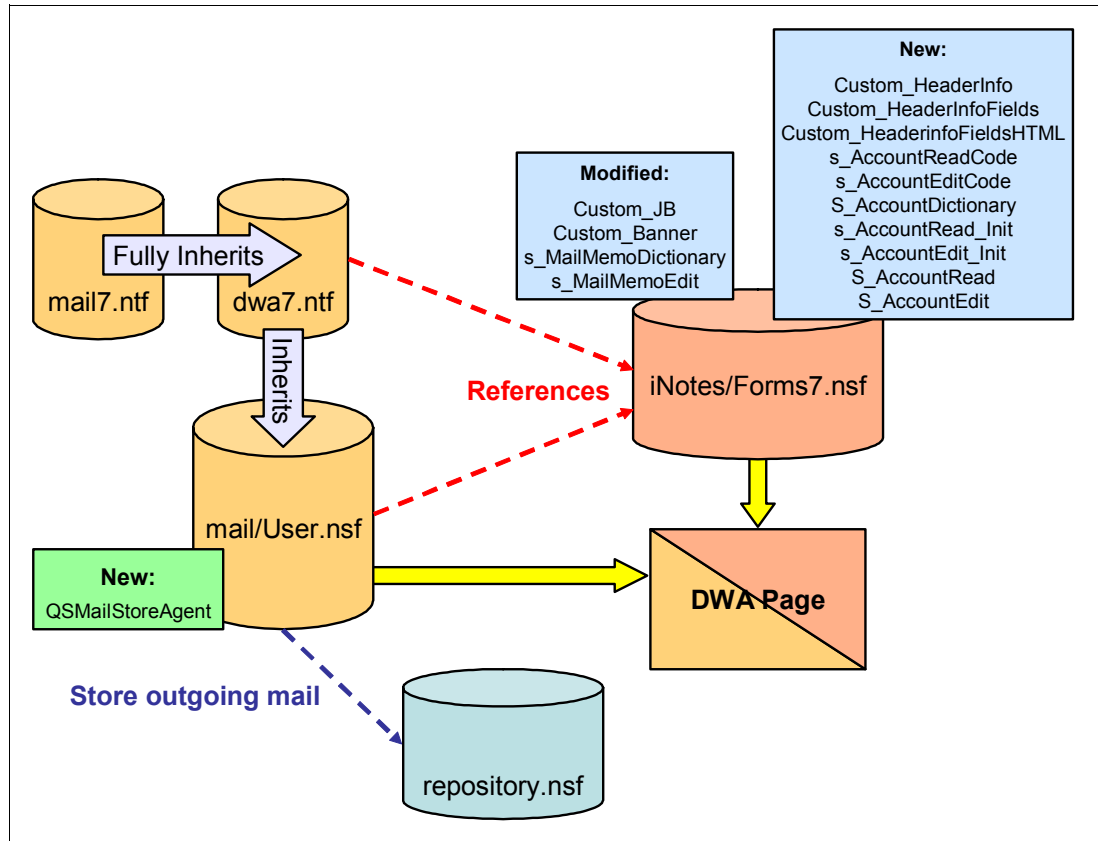 New:
Custom_HeaderInfo
Custom_HeaderInfoFields
Custom_HeaderinfoFieldsHTML
s_AccountReadCode
s_AccountEditCode
S_AccountDictionary
s_AccountRead_Init
s_AccountEdit_Init
S_AccountRead
S_AccountEdit
Modified:
Custom_JB
Custom_Banner
s_MailMemoDictionary
s_MailMemoEdit
Fully Inherits
mail7.ntf
dwa7.ntf
Inherits
References
iNotes/Forms7.nsf
mail/User.nsf
New:
QSMailStoreAgent
DWA Page
Store outgoing mail
repository.nsf